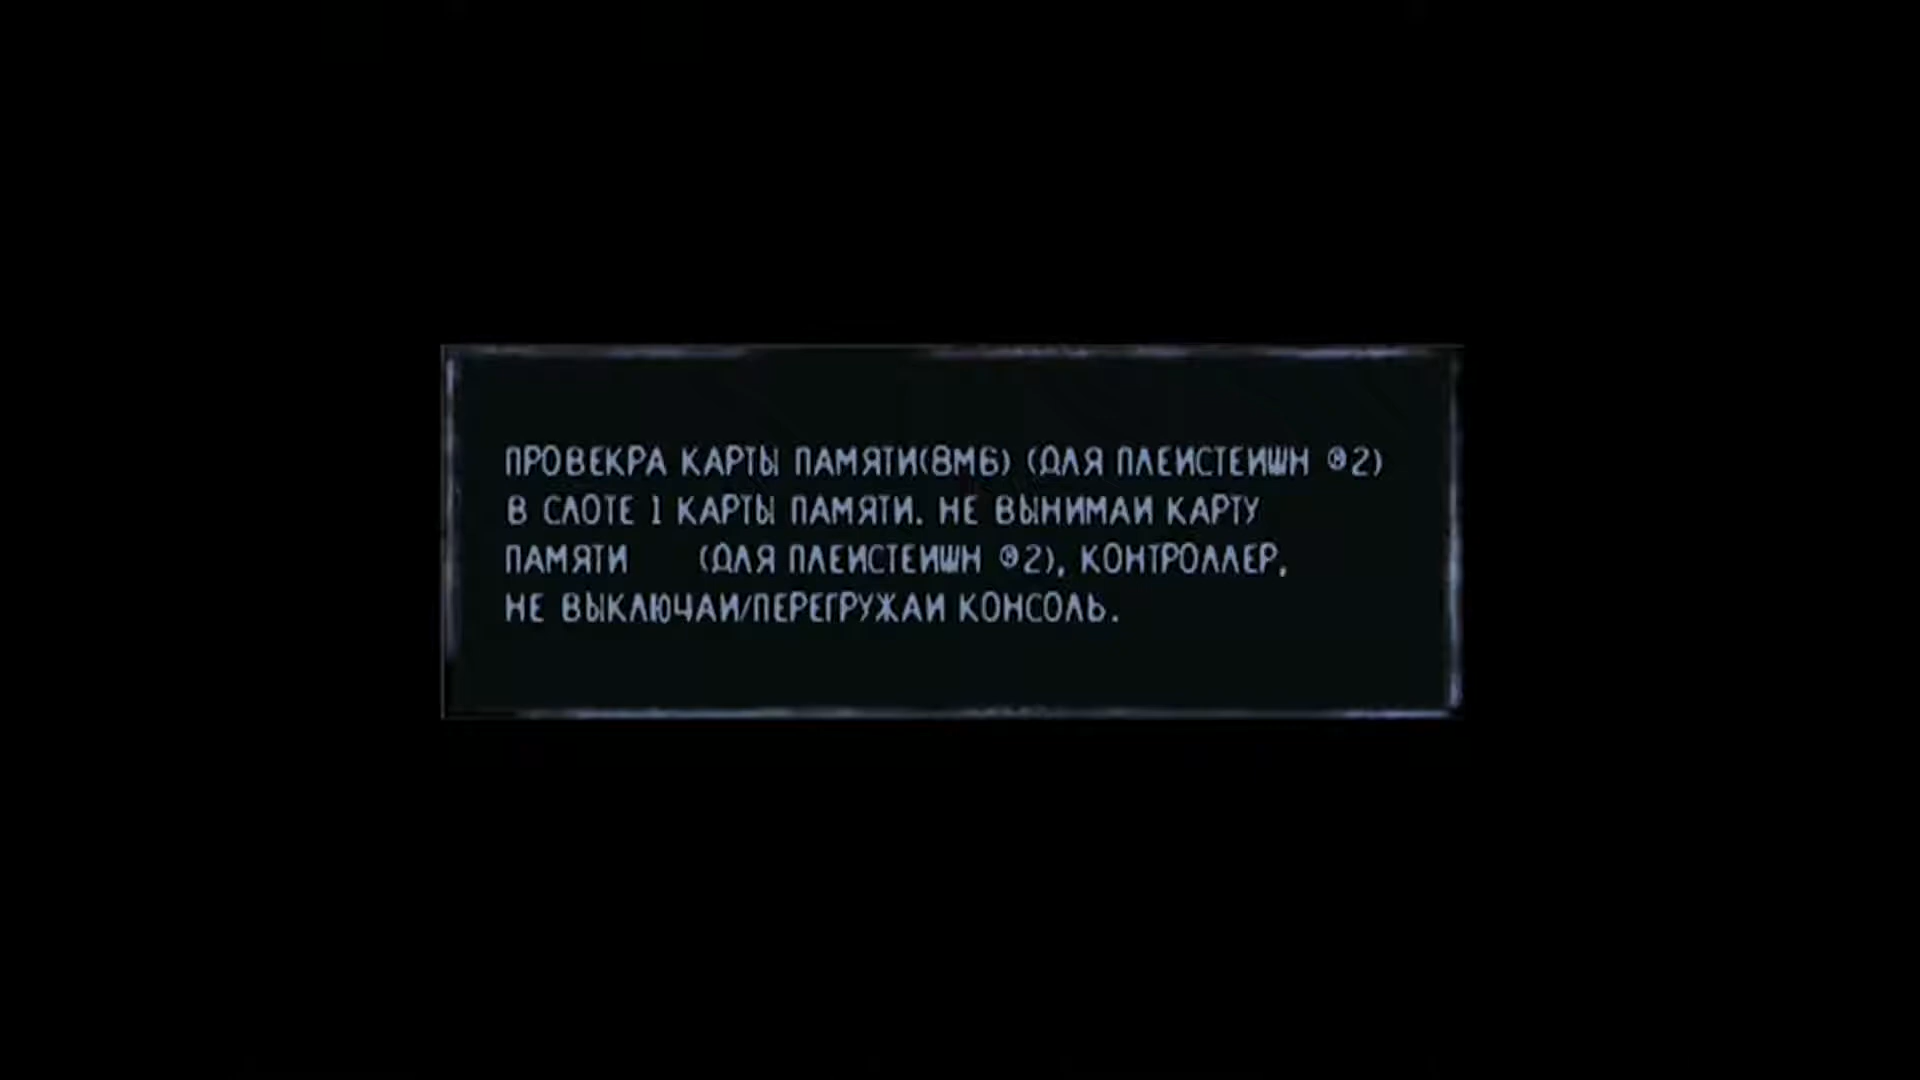 ПРОВЕКРА КАРТЫ ПАМЯТИ(8МБ) (ДЛЯ ПЛЕИСТЕИШН ®2)
В СЛОТЕ 1 КАРТЫ ПАМЯТИ. НЕ ВЫНИМАИ КАРТУ
ПАМЯТИ (ДЛЯ ПЛЕИСТЕИШН ®2), КОНТРОЛЛЕР,
НЕ ВЫКЛЮЧАИ/ПЕРЕГРУЖАИ КОНСОЛЬ.